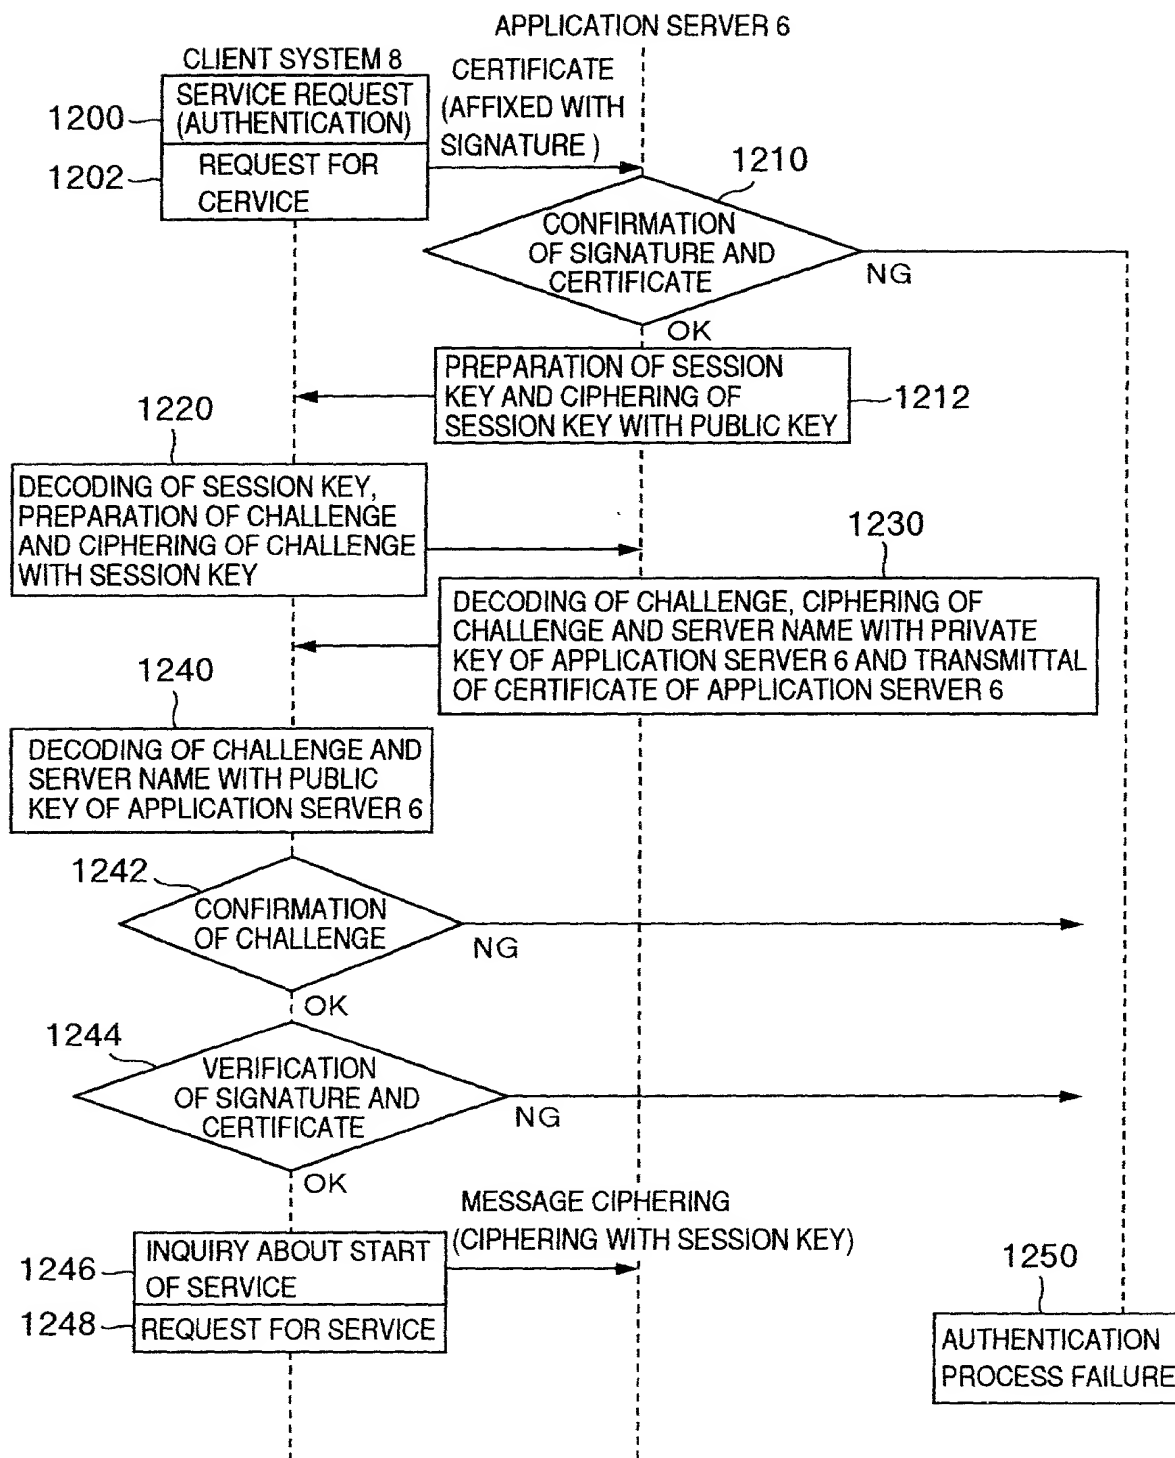 APPLICATION SERVER 6
CLIENT SYSTEM 8
CERTIFICATE
(AFFIXED WITH
SIGNATURE )
1200
SERVICE REQUEST
(AUTHENTICATION)
1202
REQUEST FOR
CERVICE
1210
CONFIRMATION
OF SIGNATURE AND
CERTIFICATE
NG
OK
PREPARATION OF SESSION
KEY AND CIPHERING OF
SESSION KEY WITH PUBLIC KEY
1212
1220
DECODING OF SESSION KEY,
PREPARATION OF CHALLENGE
AND CIPHERING OF CHALLENGE
WITH SESSION KEY
1230
DECODING OF CHALLENGE, CIPHERING OF
CHALLENGE AND SERVER NAME WITH PRIVATE
KEY OF APPLICATION SERVER 6 AND TRANSMITTAL
OF CERTIFICATE OF APPLICATION SERVER 6
1240
DECODING OF CHALLENGE AND
SERVER NAME WITH PUBLIC
KEY OF APPLICATION SERVER 6
1242
CONFIRMATION
OF CHALLENGE
NG
OK
1244
VERIFICATION
OF SIGNATURE AND
CERTIFICATE
NG
OK
MESSAGE CIPHERING
(CIPHERING WITH SESSION KEY)
1246
INQUIRY ABOUT START
OF SERVICE
1248
REQUEST FOR SERVICE
1250
AUTHENTICATION
PROCESS FAILURE